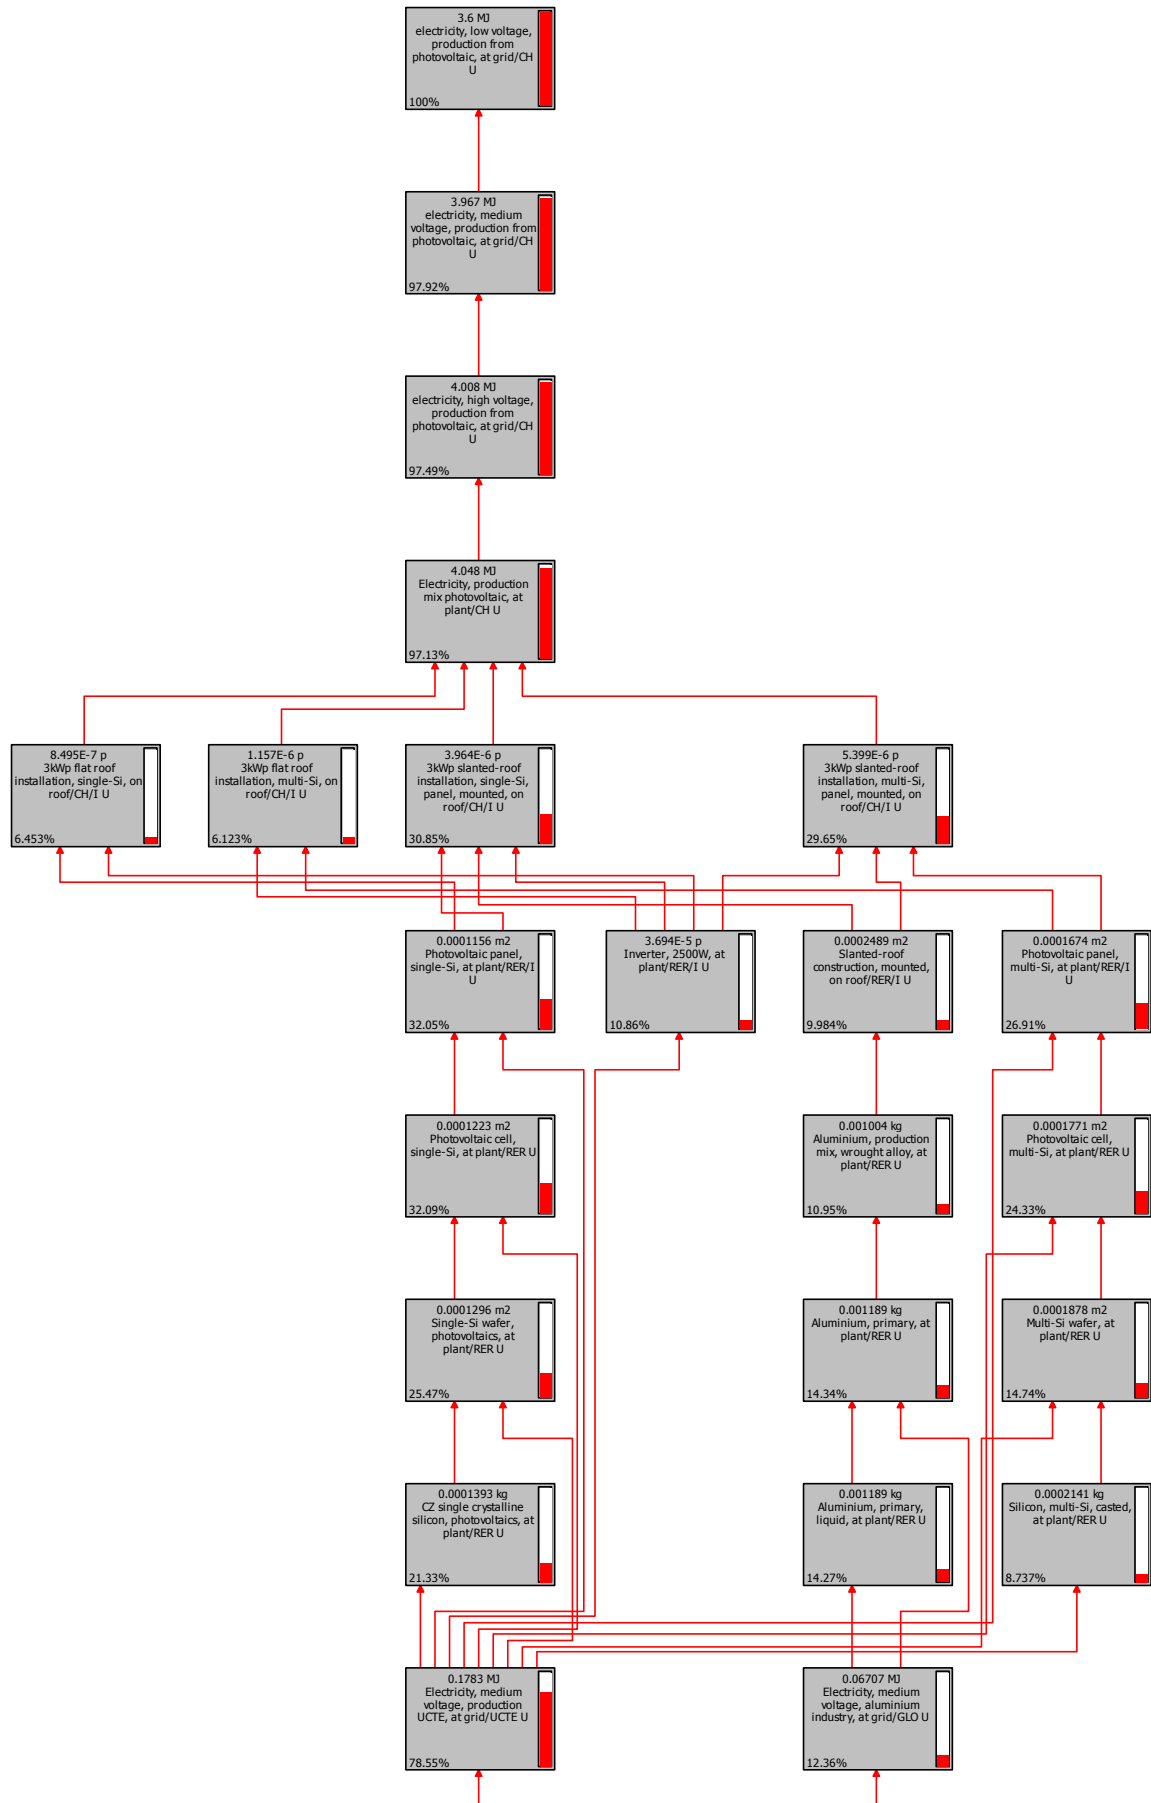 3.6 MJ
electricity, low voltage,
production from
photovoltaic, at grid/CH
U
100%
3.967 MJ
electricity, medium
voltage, production from
photovoltaic, at grid/CH
U
97.92%
4.008 MJ
electricity, high voltage,
production from
photovoltaic, at grid/CH
U
97.49%
4.048 MJ
Electricity, production
mix photovoltaic, at
plant/CH U
97.13%
8.495E-7 p
3kWp flat roof
installation, single-Si, on
roof/CH/I U
6.453%
1.157E-6 p
3kWp flat roof
installation, multi-Si, on
roof/CH/I U
6.123%
3.964E-6 p
3kWp slanted-roof
installation, single-Si,
panel, mounted, on
roof/CH/I U
30.85%
5.399E-6 p
3kWp slanted-roof
installation, multi-Si,
panel, mounted, on
roof/CH/I U
29.65%
0.0001156 m2
Photovoltaic panel,
single-Si, at plant/RER/I
U
32.05%
3.694E-5 p
Inverter, 2500W, at
plant/RER/I U
10.86%
0.0002489 m2
Slanted-roof
construction, mounted,
on roof/RER/I U
9.984%
0.0001674 m2
Photovoltaic panel,
multi-Si, at plant/RER/I
U
26.91%
0.0001223 m2
Photovoltaic cell,
single-Si, at plant/RER U
32.09%
0.001004 kg
Aluminium, production
mix, wrought alloy, at
plant/RER U
10.95%
0.0001771 m2
Photovoltaic cell,
multi-Si, at plant/RER U
24.33%
0.0001296 m2
Single-Si wafer,
photovoltaics, at
plant/RER U
25.47%
0.001189 kg
Aluminium, primary, at
plant/RER U
14.34%
0.0001878 m2
Multi-Si wafer, at
plant/RER U
14.74%
0.0001393 kg
CZ single crystalline
silicon, photovoltaics, at
plant/RER U
21.33%
0.001189 kg
Aluminium, primary,
liquid, at plant/RER U
14.27%
0.0002141 kg
Silicon, multi-Si, casted,
at plant/RER U
8.737%
0.1783 MJ
Electricity, medium
voltage, production
UCTE, at grid/UCTE U
78.55%
0.06707 MJ
Electricity, medium
voltage, aluminium
industry, at grid/GLO U
12.36%